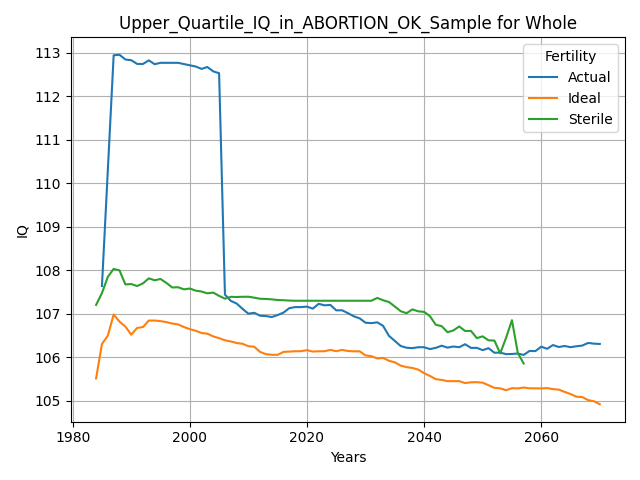 Upper_Quartile_IQ_in_ABORTION_OK_Sample for Whole
113
112
111
110
109
108
107
106
105
IQ
1980
2000
2020
2040
2060
Years
Fertility
Actual
Ideal
Sterile